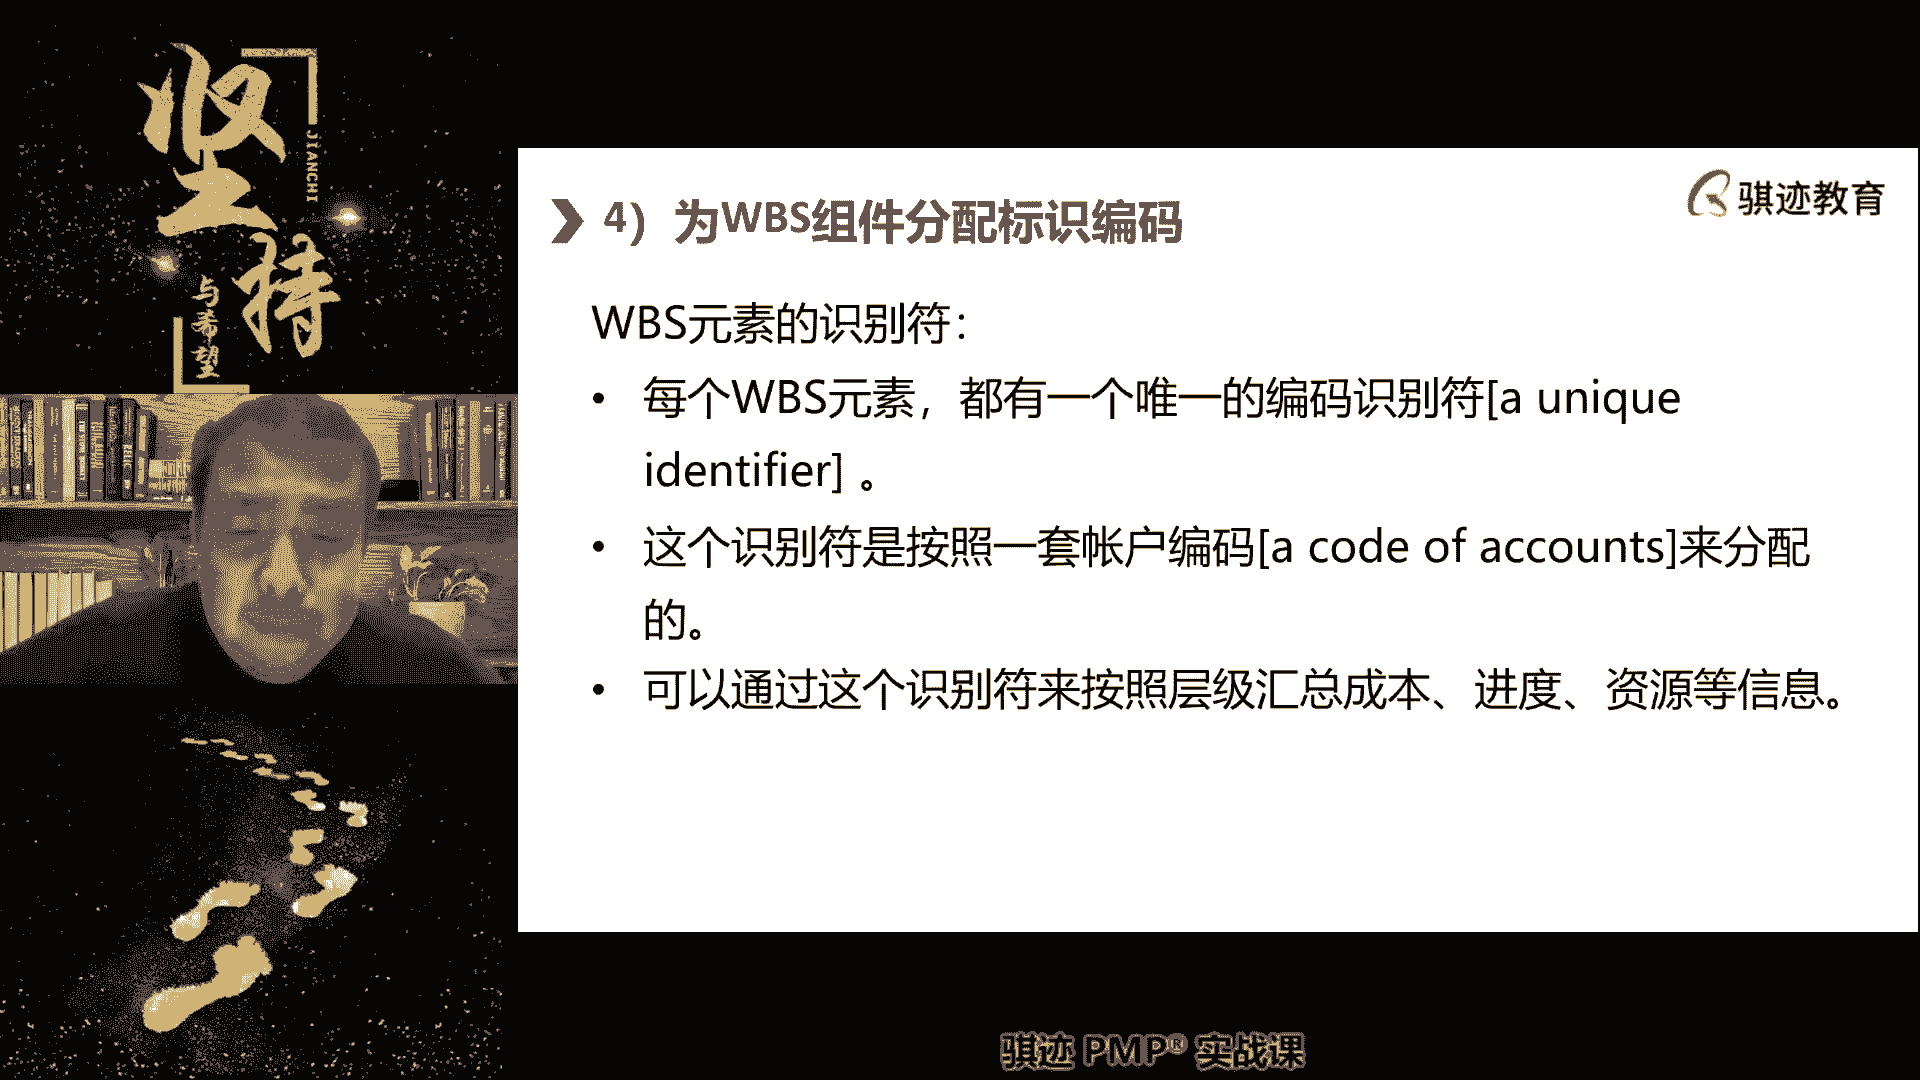 坚持
JIANCHI
与希望
骐迹教育
4）为WBS组件分配标识编码
WBS元素的识别符：
• 每个WBS元素，都有一个唯一的编码识别符[a unique
identifier] 。
• 这个识别符是按照一套帐户编码[a code of accounts]来分配
的。
• 可以通过这个识别符来按照层级汇总成本、进度、资源等信息。
骐迹 PMP® 实战课